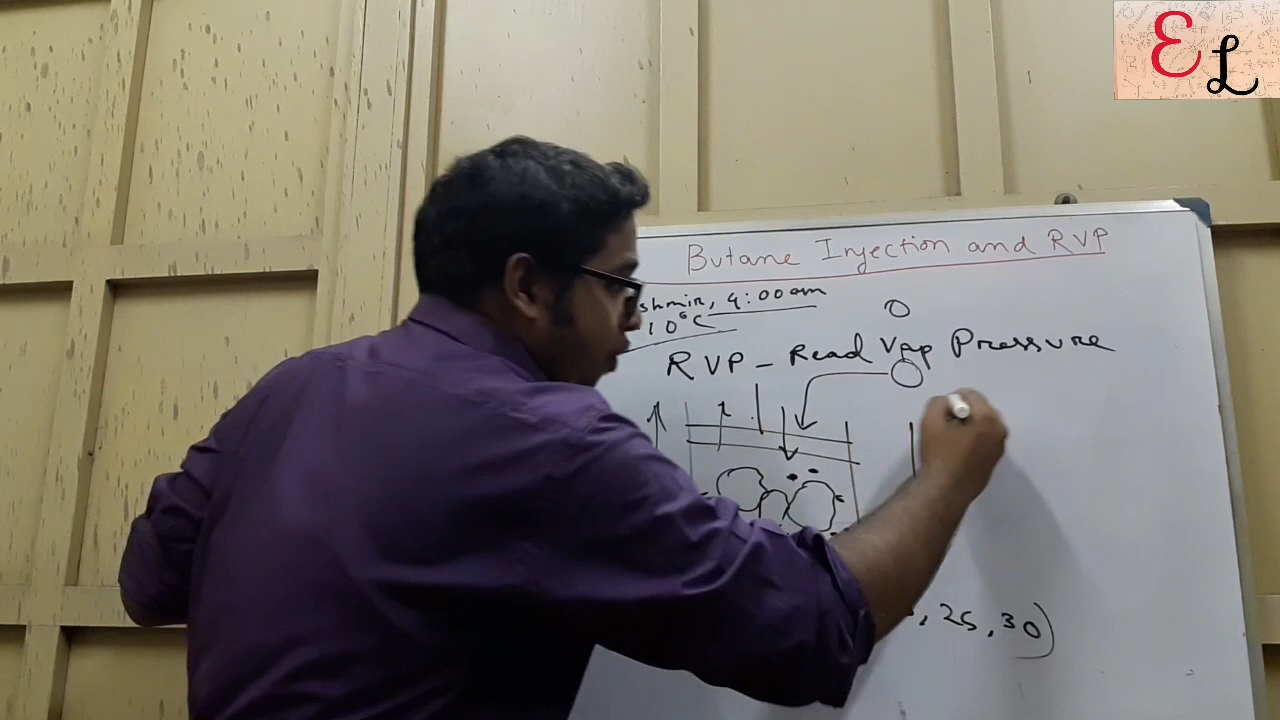 EL
Butane Injection and RVP
shmir, 4:00am
10°C
RVP - Read Vap Pressure
, 25, 30)